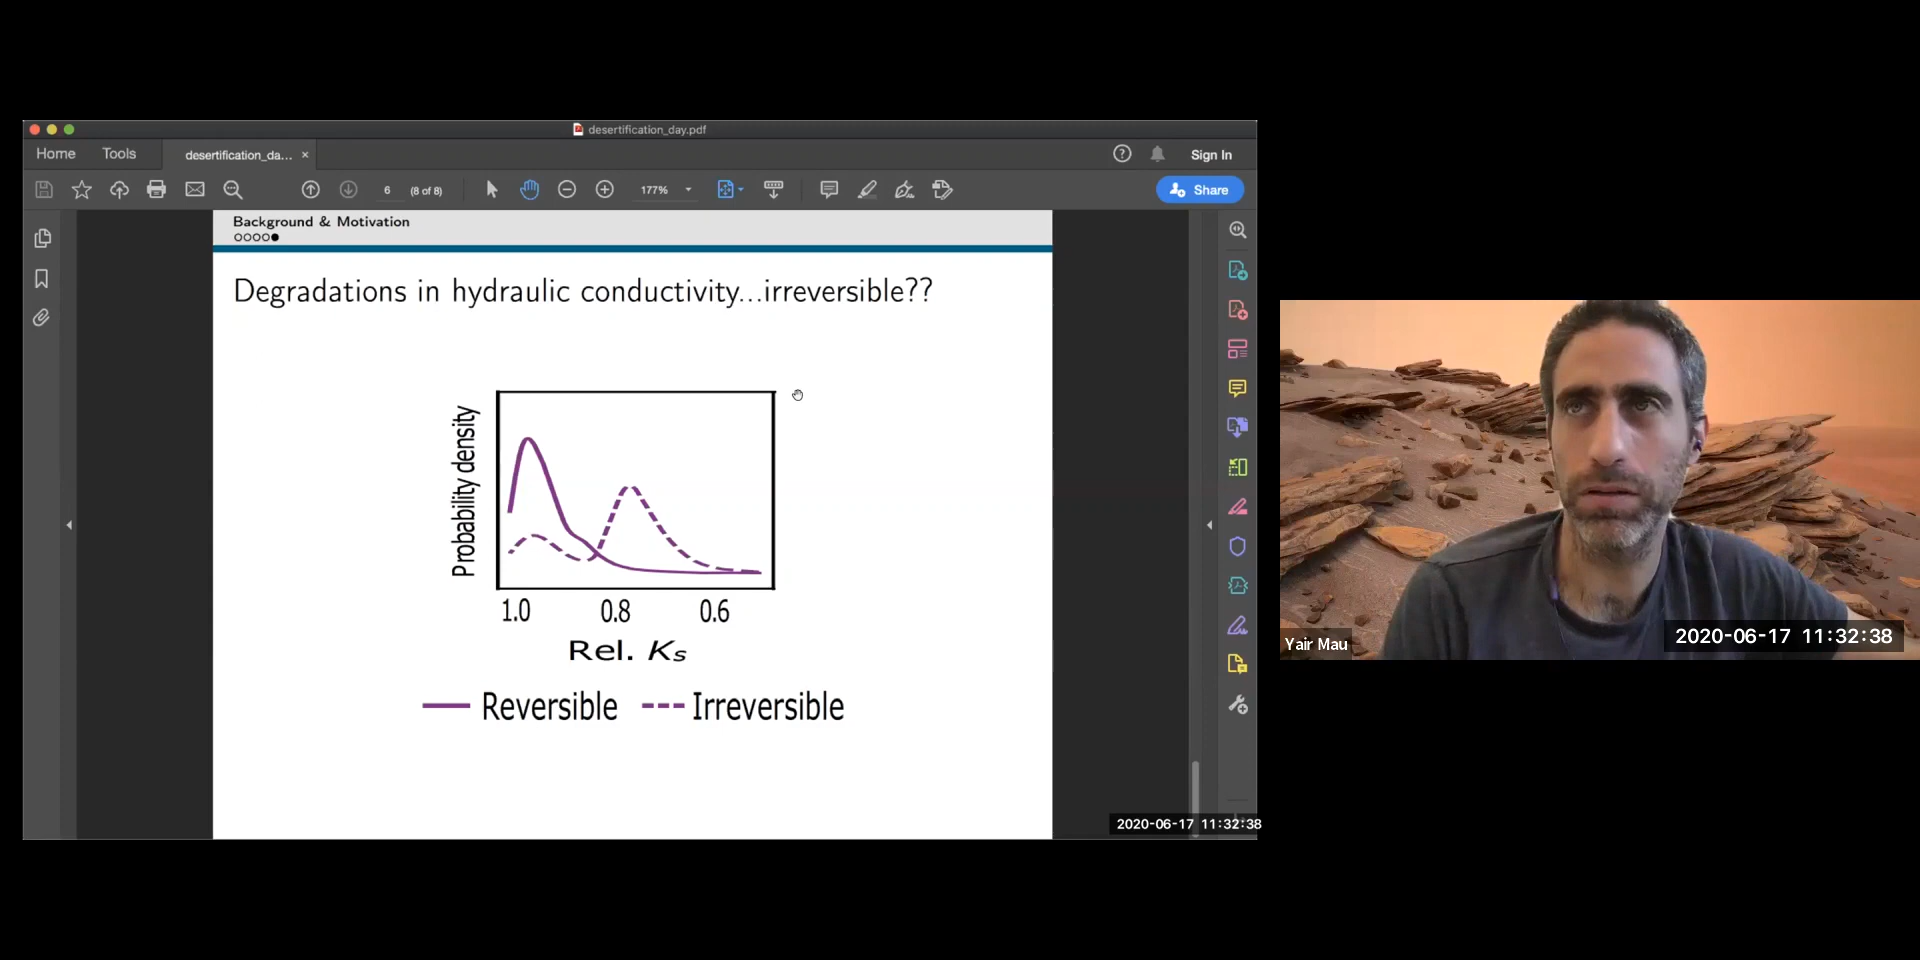 desertification_day.pdf
Home Tools desertification_da... × Sign In
6 (8 of 8) 177% Share
Background & Motivation
Degradations in hydraulic conductivity...irreversible??
Probability density
1.0 0.8 0.6
Rel. Ks
Reversible Irreversible
2020-06-17 11:32:38
Yair Mau
2020-06-17 11:32:38